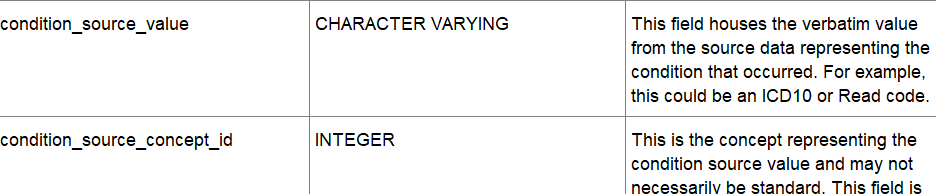 condition_source_value CHARACTER VARYING This field houses the verbatim value
from the source data representing the
condition that occurred. For example,
this could be an ICD10 or Read code.
condition_source_concept_id INTEGER This is the concept representing the
condition source value and may not
necessarily be standard. This field is